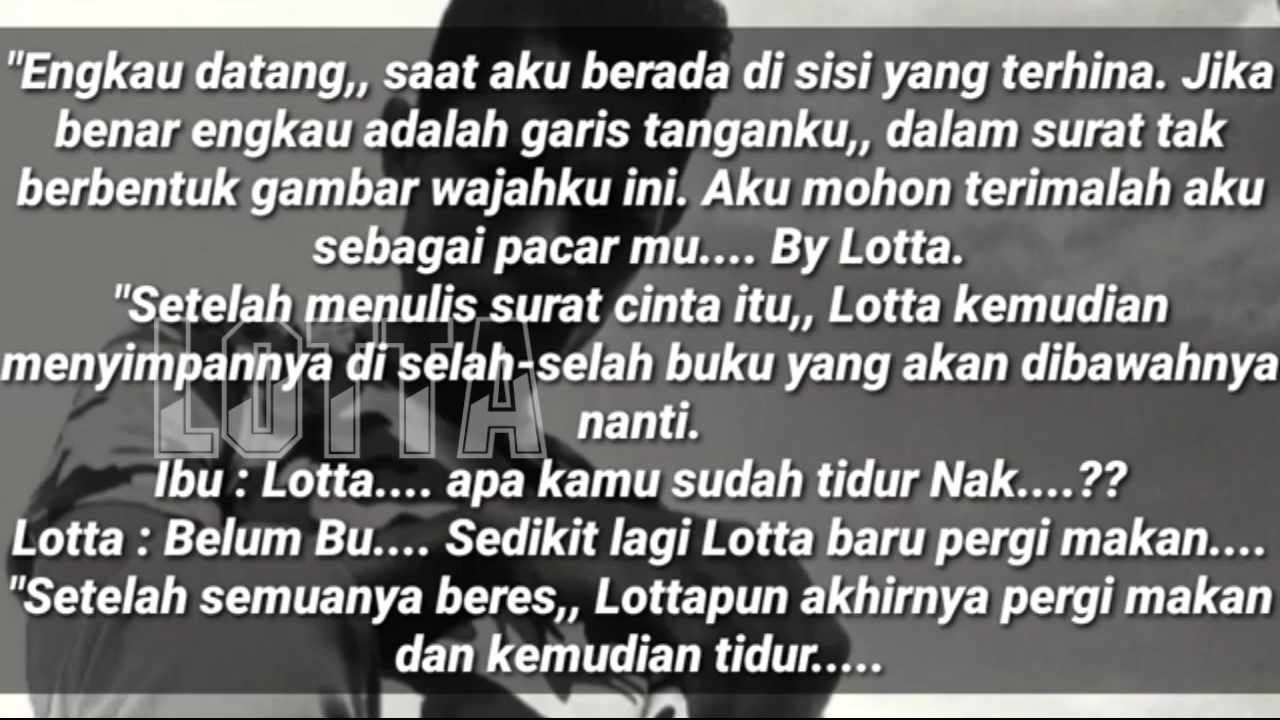 "Engkau datang,, saat aku berada di sisi yang terhina. Jika
benar engkau adalah garis tanganku,, dalam surat tak
berbentuk gambar wajahku ini. Aku mohon terimalah aku
sebagai pacar mu.... By Lotta.
"Setelah menulis surat cinta itu,, Lotta kemudian
menyimpannya di selah-selah buku yang akan dibawahnya
nanti.
LOTTA
Ibu : Lotta.... apa kamu sudah tidur Nak....??
Lotta : Belum Bu.... Sedikit lagi Lotta baru pergi makan....
"Setelah semuanya beres,, Lottapun akhirnya pergi makan
dan kemudian tidur.....